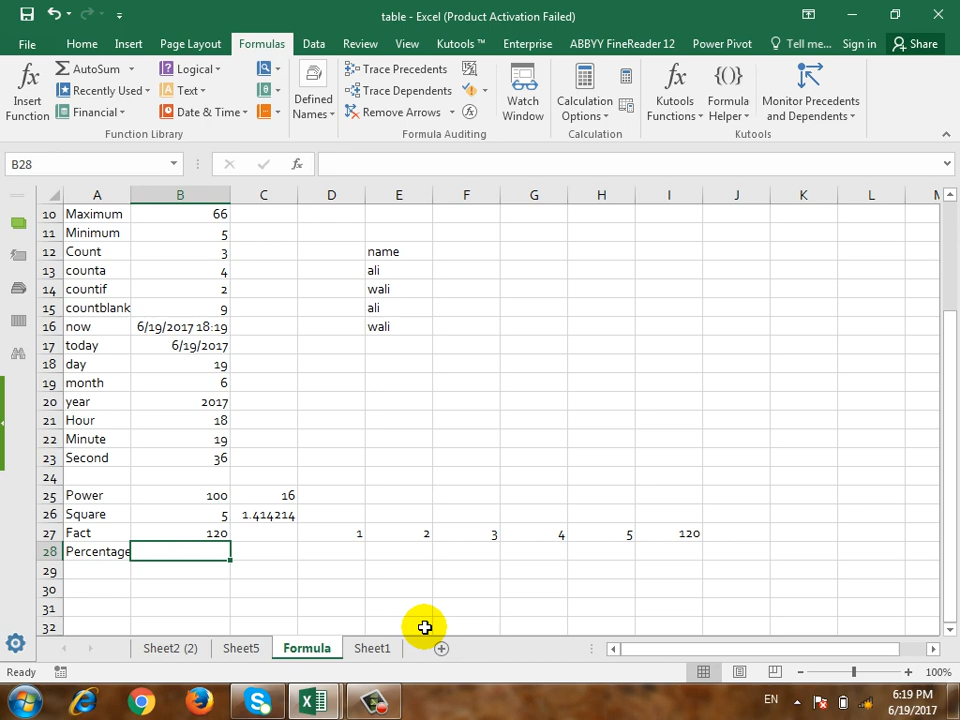 table - Excel (Product Activation Failed)
File Home Insert Page Layout Formulas Data Review View Kutools ™ Enterprise ABBYY FineReader 12 Power Pivot Tell me... Sign in Share
fx Insert Function
AutoSum
Recently Used
Financial
Logical
Text
Date & Time
Defined Names
Trace Precedents
Trace Dependents
Remove Arrows
Watch Window
Calculation Options
Kutools Functions
Formula Helper
Monitor Precedents and Dependents
Function Library Formula Auditing Calculation Kutools
B28 fx
A B C D E F G H I J K L M
10 Maximum 66
11 Minimum 5
12 Count 3 name
13 counta 4 ali
14 countif 2 wali
15 countblank 9 ali
16 now 6/19/2017 18:19 wali
17 today 6/19/2017
18 day 19
19 month 6
20 year 2017
21 Hour 18
22 Minute 19
23 Second 36
24
25 Power 100 16
26 Square 5 1.414214
27 Fact 120 1 2 3 4 5 120
28 Percentage
29
30
31
32
Sheet2 (2) Sheet5 Formula Sheet1
Ready 100%
EN 6:19 PM
6/19/2017